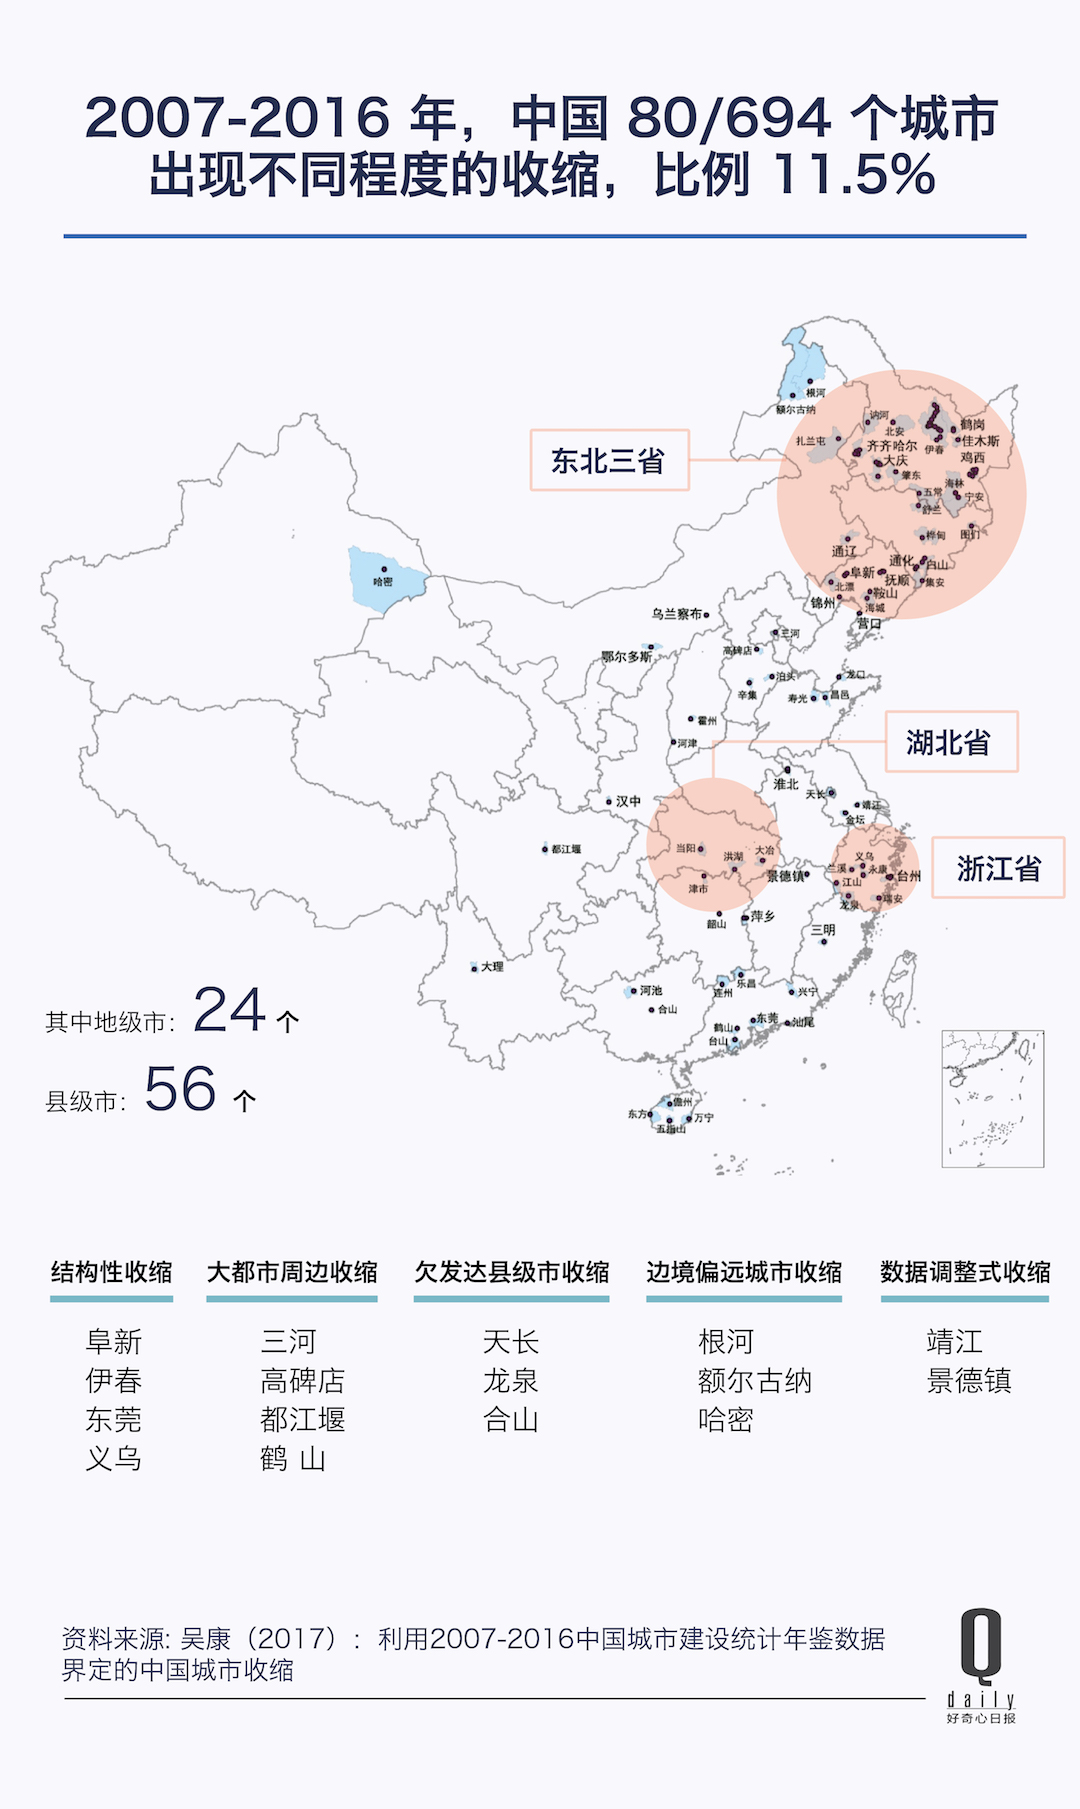 2007-2016 年，中国 80/694 个城市
出现不同程度的收缩，比例 11.5%
根河
额尔古纳
东北三省
讷河
北安
鹤岗
佳木斯
扎兰屯
齐齐哈尔
伊春
鸡西
大庆
肇东
海林
五常
宁安
舒兰
桦甸
图们
通辽
通化
白山
阜新
抚顺
集安
北漂
鞍山
锦州
海城
营口
哈密
乌兰察布
三河
鄂尔多斯
高碑店
泊头
龙口
辛集
寿光
昌邑
霍州
河津
湖北省
淮北
天长
靖江
金坛
汉中
都江堰
当阳
洪湖
大冶
津市
景德镇
义乌
兰溪
永康
台州
江山
龙泉
瑞安
浙江省
韶山
萍乡
三明
大理
河池
合山
连州
乐昌
兴宁
鹤山
东莞
汕尾
台山
儋州
东方
万宁
五指山
其中地级市： 24 个
县级市： 56 个
结构性收缩
阜新
伊春
东莞
义乌
大都市周边收缩
三河
高碑店
都江堰
鹤 山
欠发达县级市收缩
天长
龙泉
合山
边境偏远城市收缩
根河
额尔古纳
哈密
数据调整式收缩
靖江
景德镇
资料来源: 吴康（2017）：利用2007-2016中国城市建设统计年鉴数据
界定的中国城市收缩
Q
daily
好奇心日报